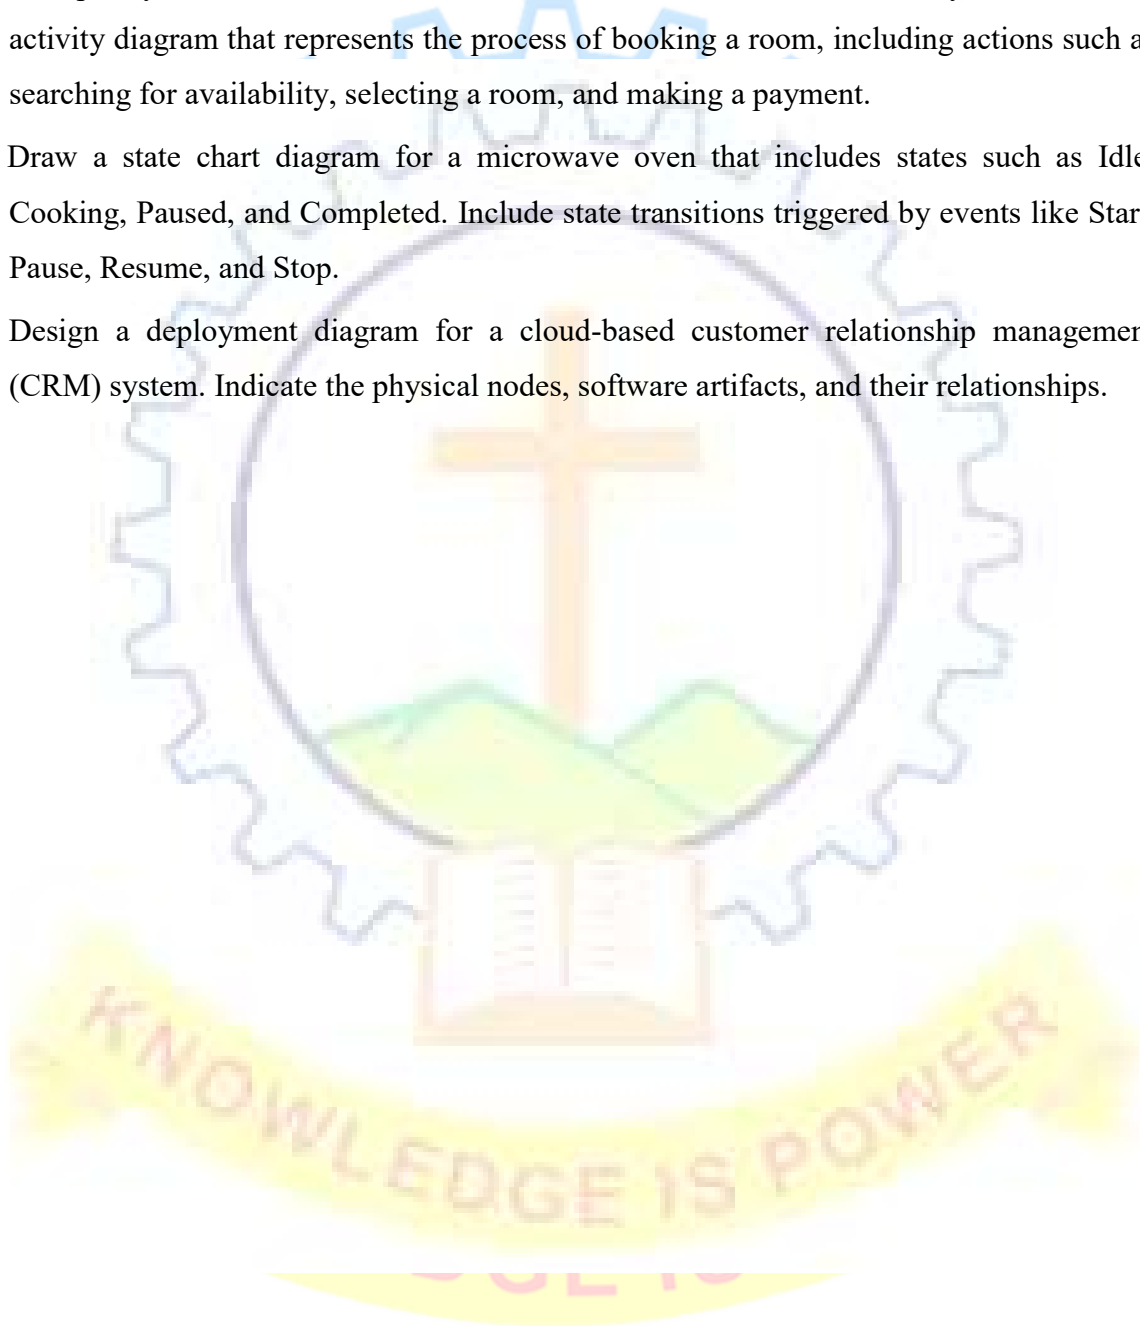 activity diagram that represents the process of booking a room, including actions such a
searching for availability, selecting a room, and making a payment.
Draw a state chart diagram for a microwave oven that includes states such as Idle
Cooking, Paused, and Completed. Include state transitions triggered by events like Star
Pause, Resume, and Stop.
Design a deployment diagram for a cloud-based customer relationship managemen
(CRM) system. Indicate the physical nodes, software artifacts, and their relationships.
KNOWLEDGE IS POWER
DGE IS